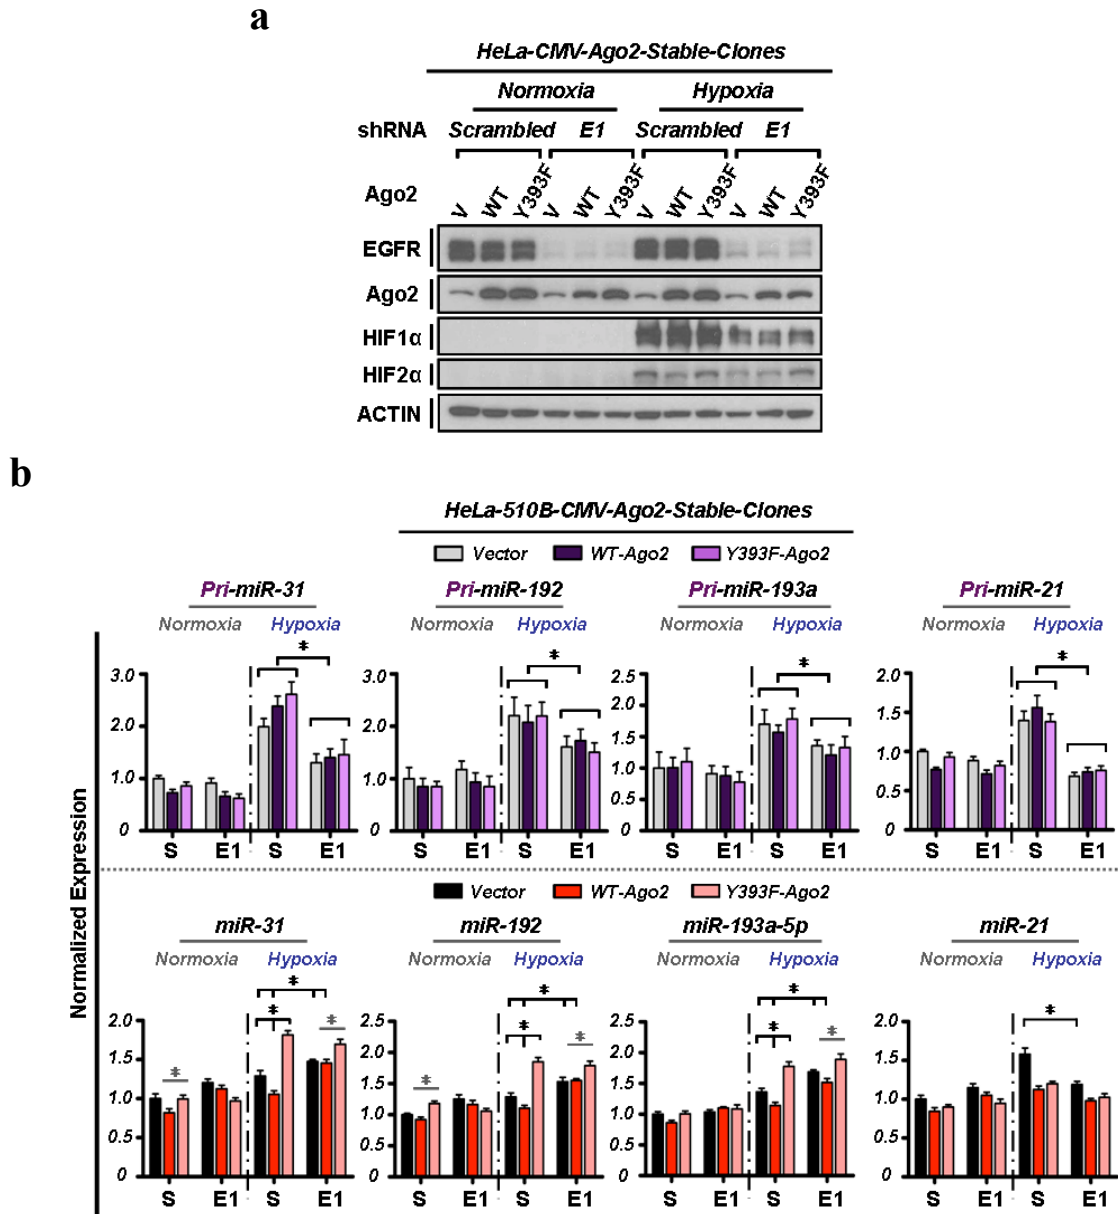 a
HeLa-CMV-Ago2-Stable-Clones
Normoxia Hypoxia
shRNA Scrambled E1 Scrambled E1
Ago2 V WT Y393F V WT Y393F V WT Y393F V WT Y393F
EGFR
Ago2
HIF1α
HIF2α
ACTIN
b
HeLa-510B-CMV-Ago2-Stable-Clones
Vector WT-Ago2 Y393F-Ago2
Pri-miR-31 Pri-miR-192 Pri-miR-193a Pri-miR-21
Normoxia Hypoxia Normoxia Hypoxia Normoxia Hypoxia Normoxia Hypoxia
* * * *
3.0 3.0 2.5 2.0
2.0 1.5
2.0 2.0 1.5 1.0
1.0 1.0 1.0 0.5
0.5
0 0 0 0
S E1 S E1 S E1 S E1 S E1 S E1 S E1 S E1
Normalized Expression
Vector WT-Ago2 Y393F-Ago2
miR-31 miR-192 miR-193a-5p miR-21
Normoxia Hypoxia Normoxia Hypoxia Normoxia Hypoxia Normoxia Hypoxia
* * * *
* * * * * *
2.0 2.5 2.5 2.0
1.5 2.0 2.0 1.5
* *
1.0 1.5 1.5 1.0
0.5 1.0 1.0 0.5
0.5 0.5
0 0 0 0
S E1 S E1 S E1 S E1 S E1 S E1 S E1 S E1